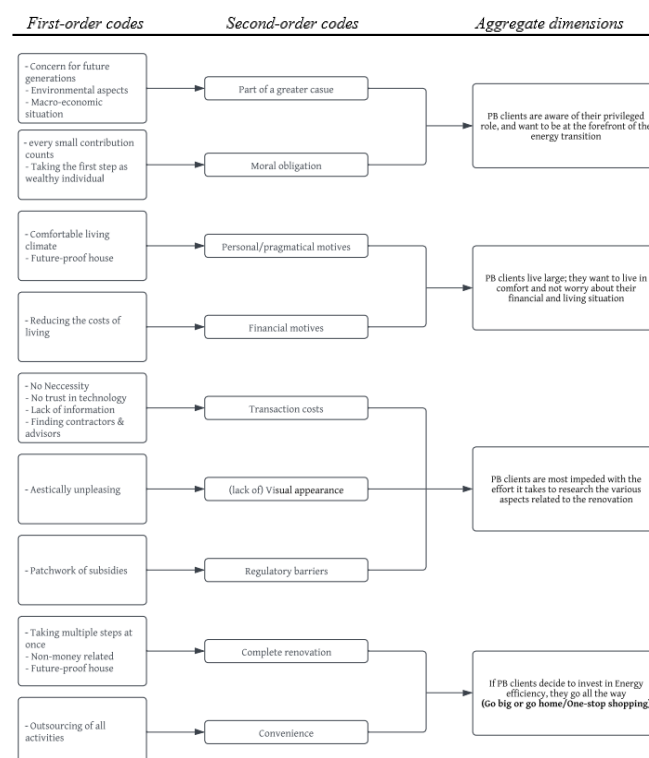 First-order codes
Second-order codes
Aggregate dimensions
- Concern for future
generations
- Environmental aspects
- Macro-economic
situation
Part of a greater casue
- every small contribution
counts
- Taking the first step as
wealthy individual
Moral obligation
PB clients are aware of their privileged
role, and want to be at the forefront of the
energy transition
- Comfortable living
climate
- Future-proof house
Personal/pragmatical motives
- Reducing the costs of
living
Financial motives
PB clients live large; they want to live in
comfort and not worry about their
financial and living situation
- No Neccessity
- No trust in technology
- Lack of information
- Finding contractors &
advisors
Transaction costs
- Aestically unpleasing
(lack of) Visual appearance
- Patchwork of subsidies
Regulatory barriers
PB clients are most impeded with the
effort it takes to research the various
aspects related to the renovation
- Taking multiple steps at
once
- Non-money related
- Future-proof house
Complete renovation
- Outsourcing of all
activities
Convenience
If PB clients decide to invest in Energy
efficiency, they go all the way
(Go big or go home/One-stop shopping)